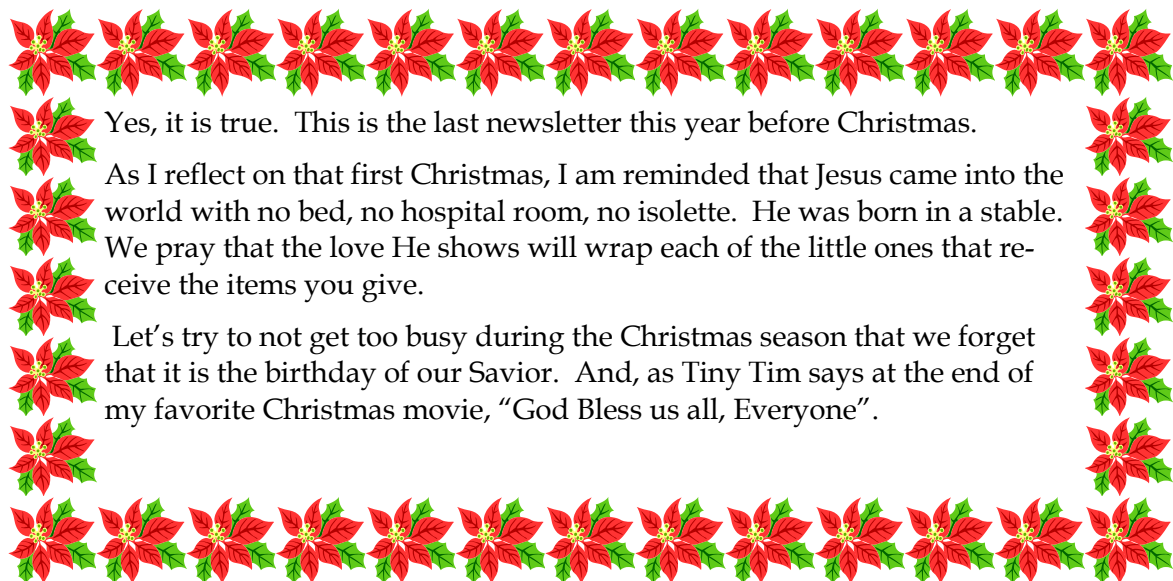 Yes, it is true.  This is the last newsletter this year before Christmas.
As I reflect on that first Christmas, I am reminded that Jesus came into the
world with no bed, no hospital room, no isolette.  He was born in a stable.
We pray that the love He shows will wrap each of the little ones that re-
ceive the items you give.
Let’s try to not get too busy during the Christmas season that we forget
that it is the birthday of our Savior.  And, as Tiny Tim says at the end of
my favorite Christmas movie, “God Bless us all, Everyone”.